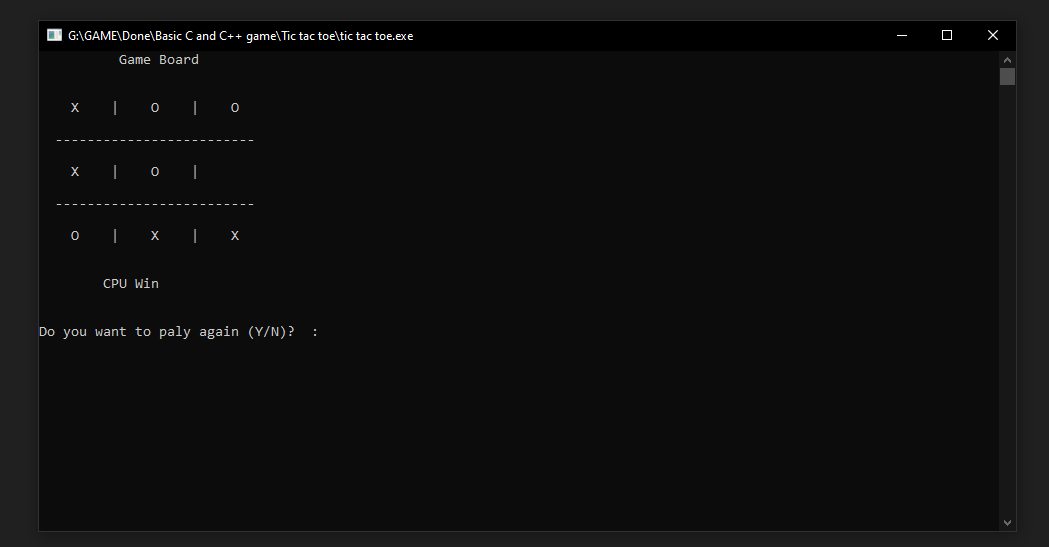 G:\GAME\Done\Basic C and C++ game\Tic tac toe\tic tac toe.exe
Game Board
X | O | O
-------------------------
X | O |
-------------------------
O | X | X
CPU Win
Do you want to paly again (Y/N)? :